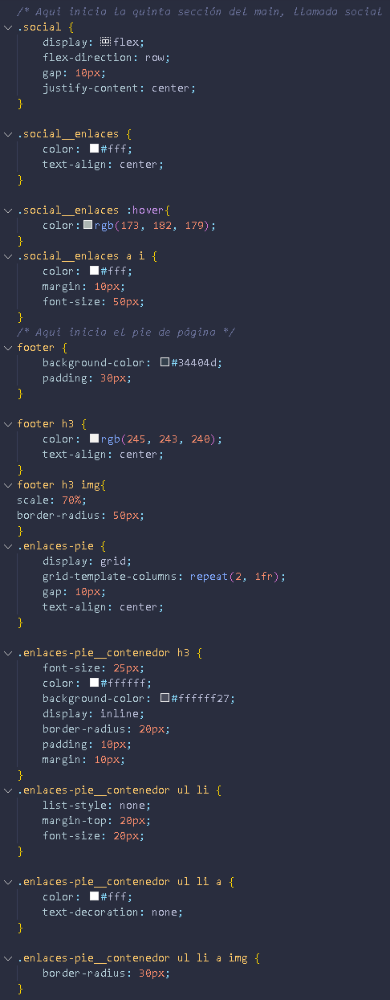 /* Aqui inicia la quinta sección del main, llamada social
.social {
    display: flex;
    flex-direction: row;
    gap: 10px;
    justify-content: center;
}

.social__enlaces {
    color: #fff;
    text-align: center;
}

.social__enlaces :hover{
    color: rgb(173, 182, 179);
}
.social__enlaces a i {
    color: #fff;
    margin: 10px;
    font-size: 50px;
}
/* Aqui inicia el pie de página */
footer {
    background-color: #34404d;
    padding: 30px;
}

footer h3 {
    color: rgb(245, 243, 240);
    text-align: center;
}
footer h3 img{
scale: 70%;
border-radius: 50px;
}
.enlaces-pie {
    display: grid;
    grid-template-columns: repeat(2, 1fr);
    gap: 10px;
    text-align: center;
}

.enlaces-pie__contenedor h3 {
    font-size: 25px;
    color: #ffffff;
    background-color: #ffffff27;
    display: inline;
    border-radius: 20px;
    padding: 10px;
    margin: 10px;
}
.enlaces-pie__contenedor ul li {
    list-style: none;
    margin-top: 20px;
    font-size: 20px;
}

.enlaces-pie__contenedor ul li a {
    color: #fff;
    text-decoration: none;
}

.enlaces-pie__contenedor ul li a img {
    border-radius: 30px;
}